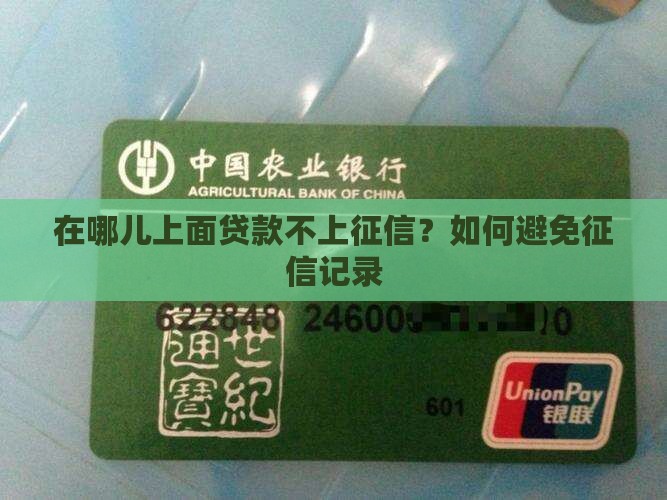 中国农业银行
AGRICULTURAL BANK OF CHINA
在哪儿上面贷款不上征信？如何避免征
信记录
622848 24600 0
世紀
通寶
601
UnionPay
银联